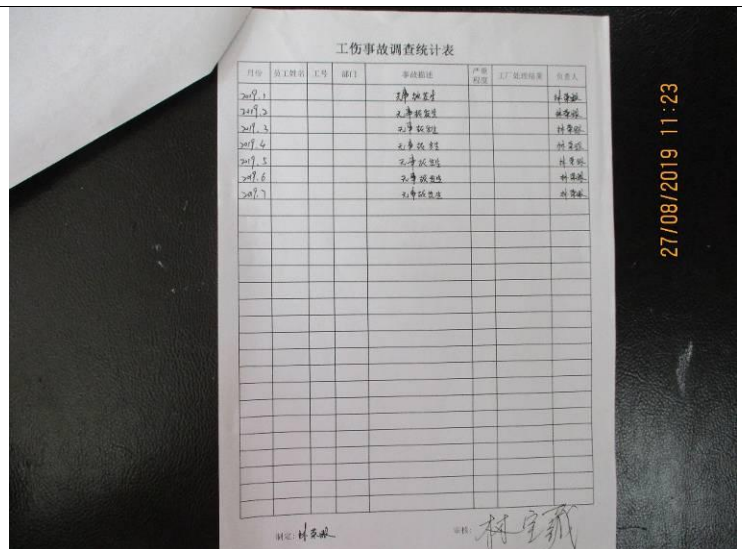 工伤事故调查统计表
月份 员工姓名 工号 部门 事故描述 严重程度 工厂处理结果 负责人
2019.1 无事故发生
2019.2 无事故发生
2019.3 无事故发生
2019.4 无事故发生
2019.5 无事故发生
2019.6 无事故发生
2019.7 无事故发生
制定:
审核:
27/08/2019 11:23